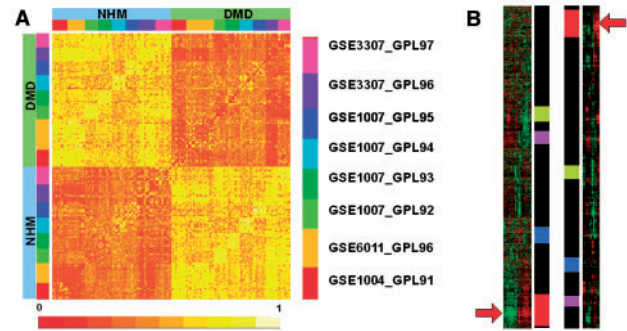 A
NHM
DMD
DMD
NHM
0
1
GSE3307_GPL97
GSE3307_GPL96
GSE1007_GPL95
GSE1007_GPL94
GSE1007_GPL93
GSE1007_GPL92
GSE6011_GPL96
GSE1004_GPL91
B